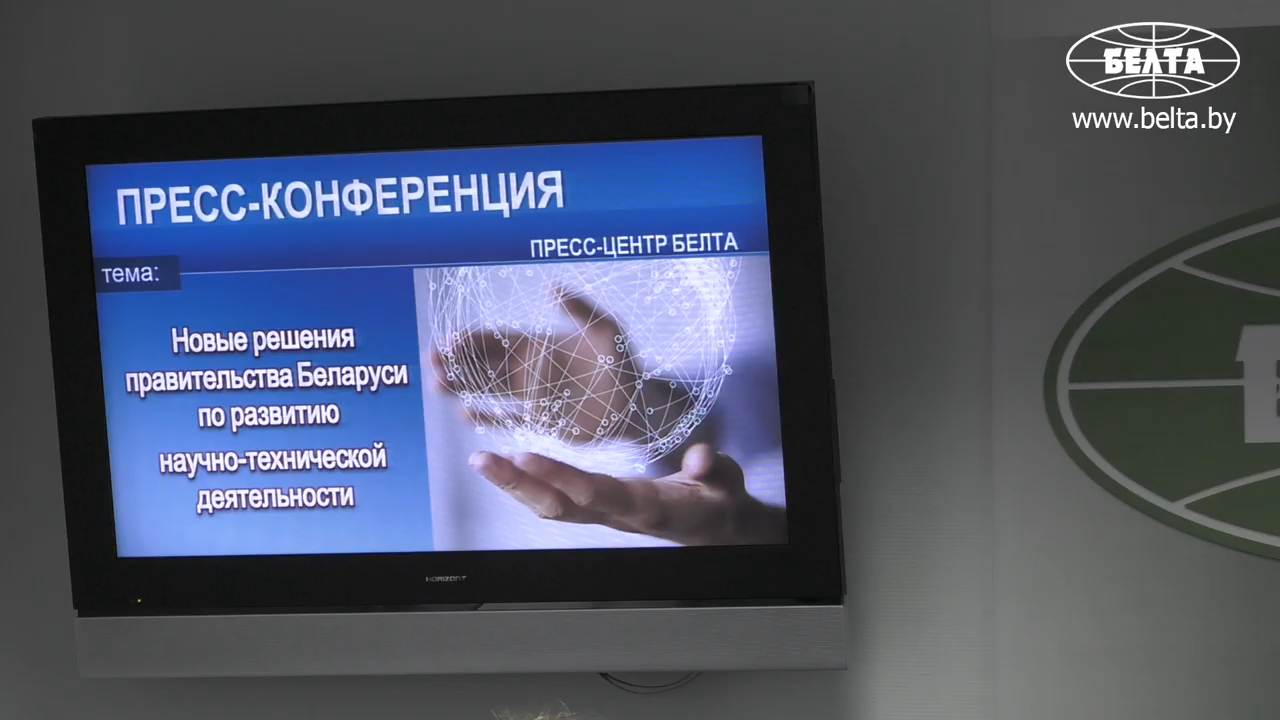 БЕЛТА
www.belta.by
ПРЕСС-КОНФЕРЕНЦИЯ
ПРЕСС-ЦЕНТР БЕЛТА
тема:
Новые решения
правительства Беларуси
по развитию
научно-технической
деятельности
HORIZONT